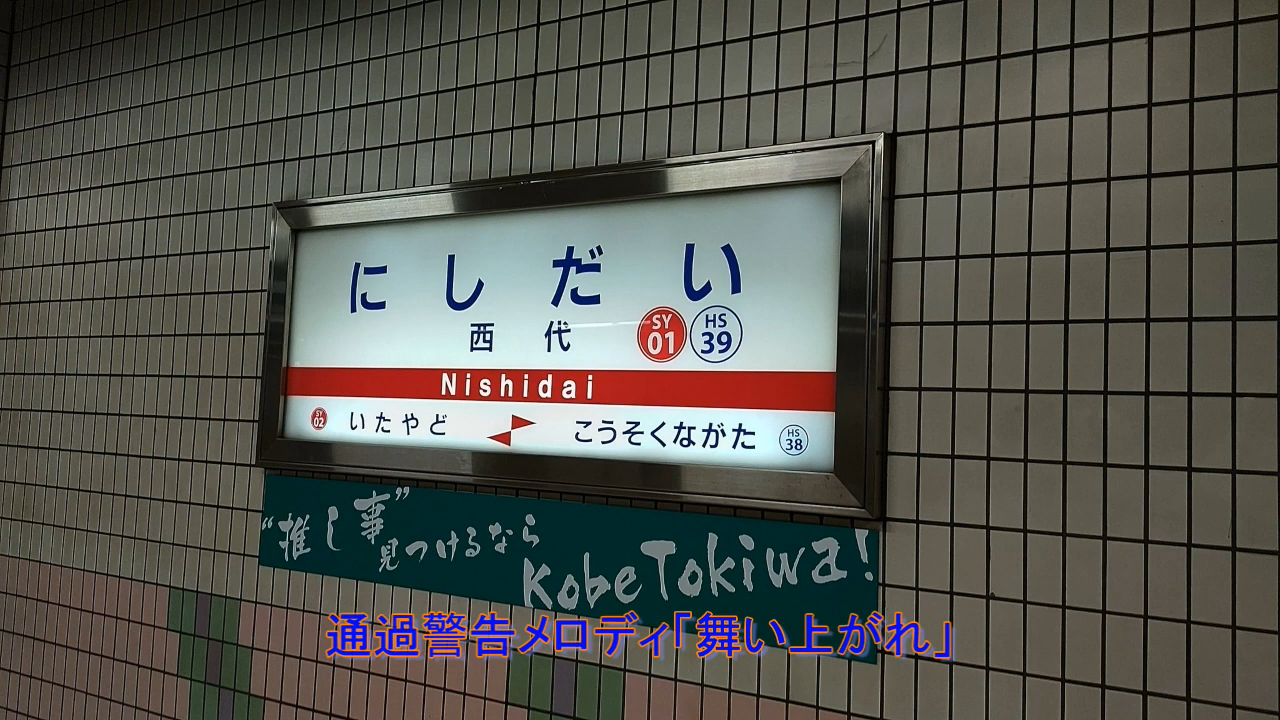 にしだい
西代
SY 01 HS 39
Nishidai
SY 02 いたやど こうそくながた HS 38
“推し事”
見つけるなら
Kobe Tokiwa!
通過警告メロディ「舞い上がれ」